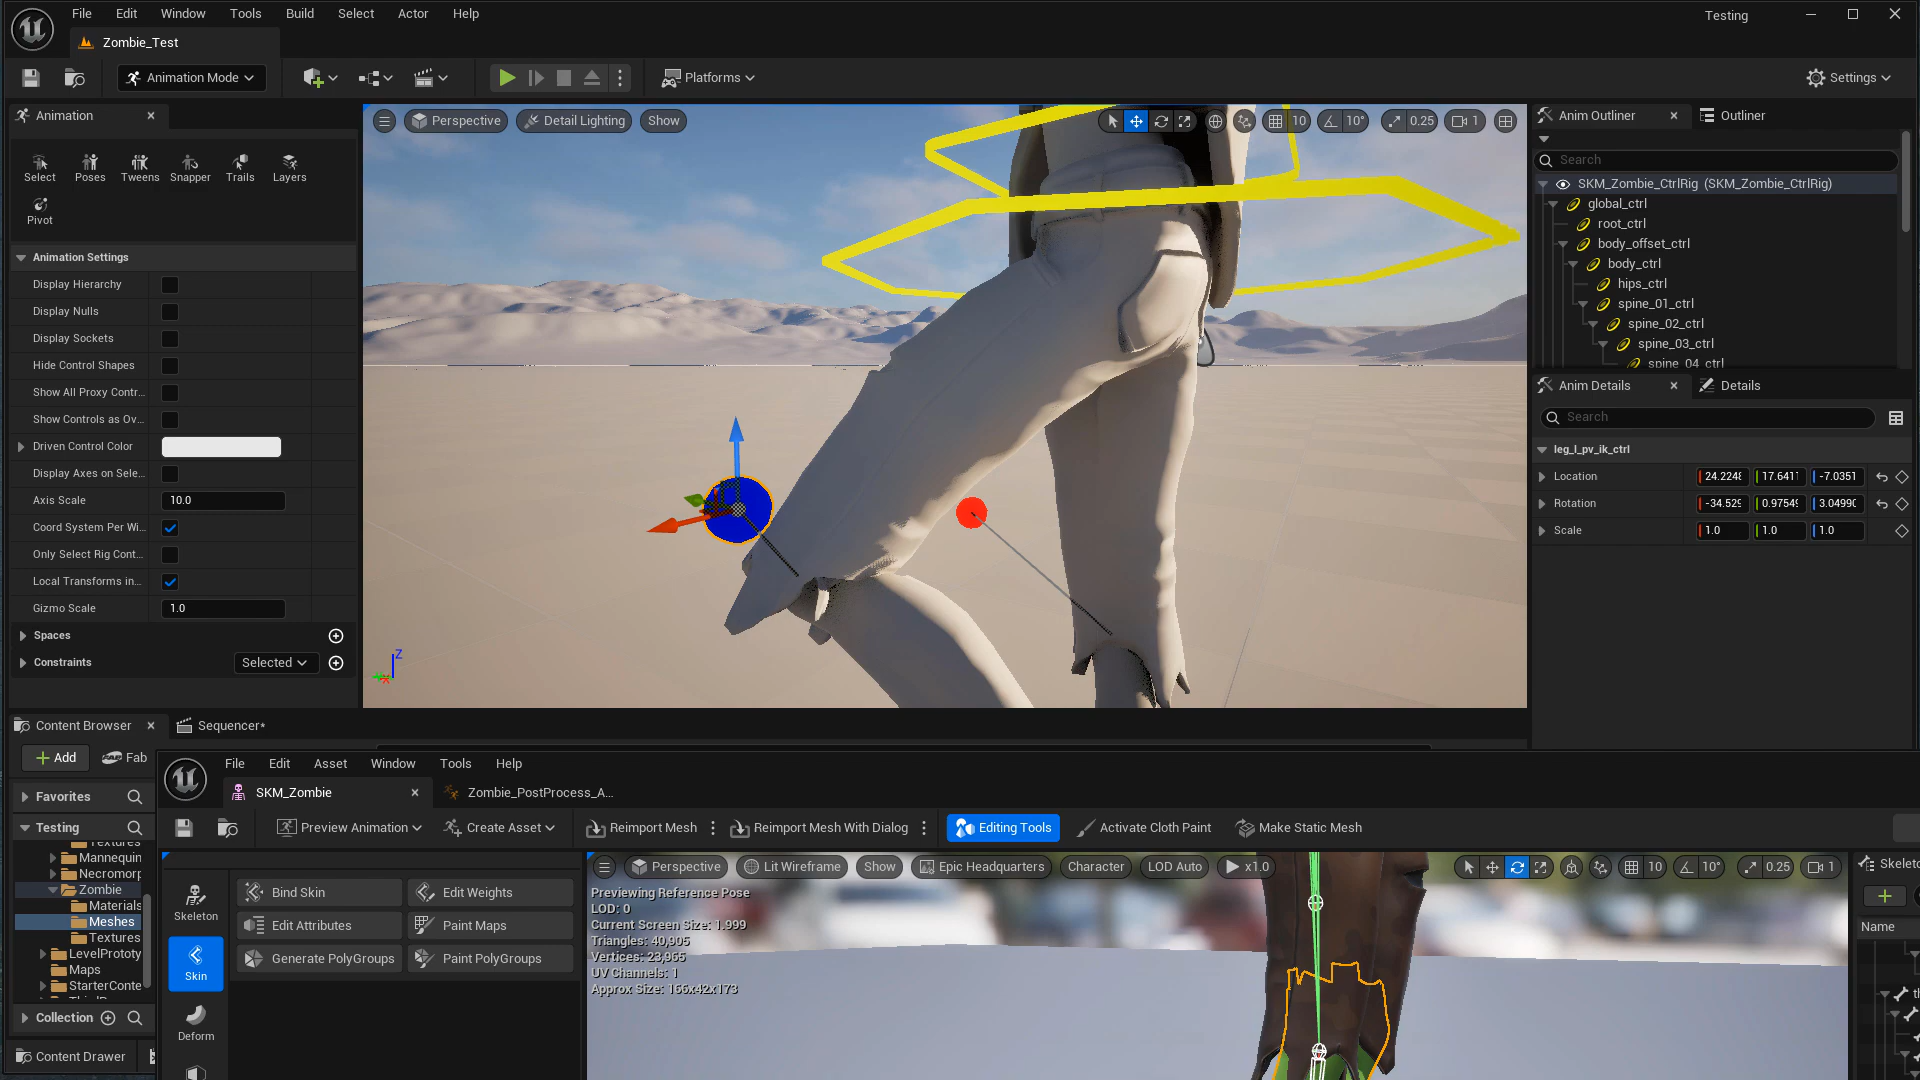 File Edit Window Tools Build Select Actor Help
Testing
Zombie_Test
Animation Mode
Platforms
Settings
Animation
Perspective
Detail Lighting
Show
10
10°
0.25
1
Anim Outliner
Outliner
Select
Poses
Tweens
Snapper
Trails
Layers
Pivot
Search
SKM_Zombie_CtrlRig (SKM_Zombie_CtrlRig)
global_ctrl
root_ctrl
body_offset_ctrl
body_ctrl
hips_ctrl
spine_01_ctrl
spine_02_ctrl
spine_03_ctrl
spine_04_ctrl
Animation Settings
Display Hierarchy
Display Nulls
Display Sockets
Hide Control Shapes
Show All Proxy Contr...
Show Controls as Ov...
Driven Control Color
Display Axes on Sele...
Axis Scale 10.0
Coord System Per Wi...
Only Select Rig Cont...
Local Transforms in...
Gizmo Scale 1.0
Spaces
Constraints Selected
Z
Anim Details
Details
Search
leg_l_pv_ik_ctrl
Location 24.2248 17.6411 -7.0351
Rotation -34.529 0.97549 3.04990
Scale 1.0 1.0 1.0
Content Browser
Sequencer*
Add
Fab
Favorites
Testing
Textures
Mannequin
Necromorp
Zombie
Materials
Meshes
Textures
LevelPrototy
Maps
StarterConte
Collection
Content Drawer
File Edit Asset Window Tools Help
SKM_Zombie
Zombie_PostProcess_A...
Preview Animation
Create Asset
Reimport Mesh
Reimport Mesh With Dialog
Editing Tools
Activate Cloth Paint
Make Static Mesh
Skeleton
Skin
Deform
Bind Skin
Edit Weights
Edit Attributes
Paint Maps
Generate PolyGroups
Paint PolyGroups
Perspective
Lit Wireframe
Show
Epic Headquarters
Character
LOD Auto
x1.0
10
10°
0.25
1
Previewing Reference Pose
LOD: 0
Current Screen Size: 1.999
Triangles: 40,905
Vertices: 23,965
UV Channels: 1
Approx Size: 166x42x173
Skeleto
Name